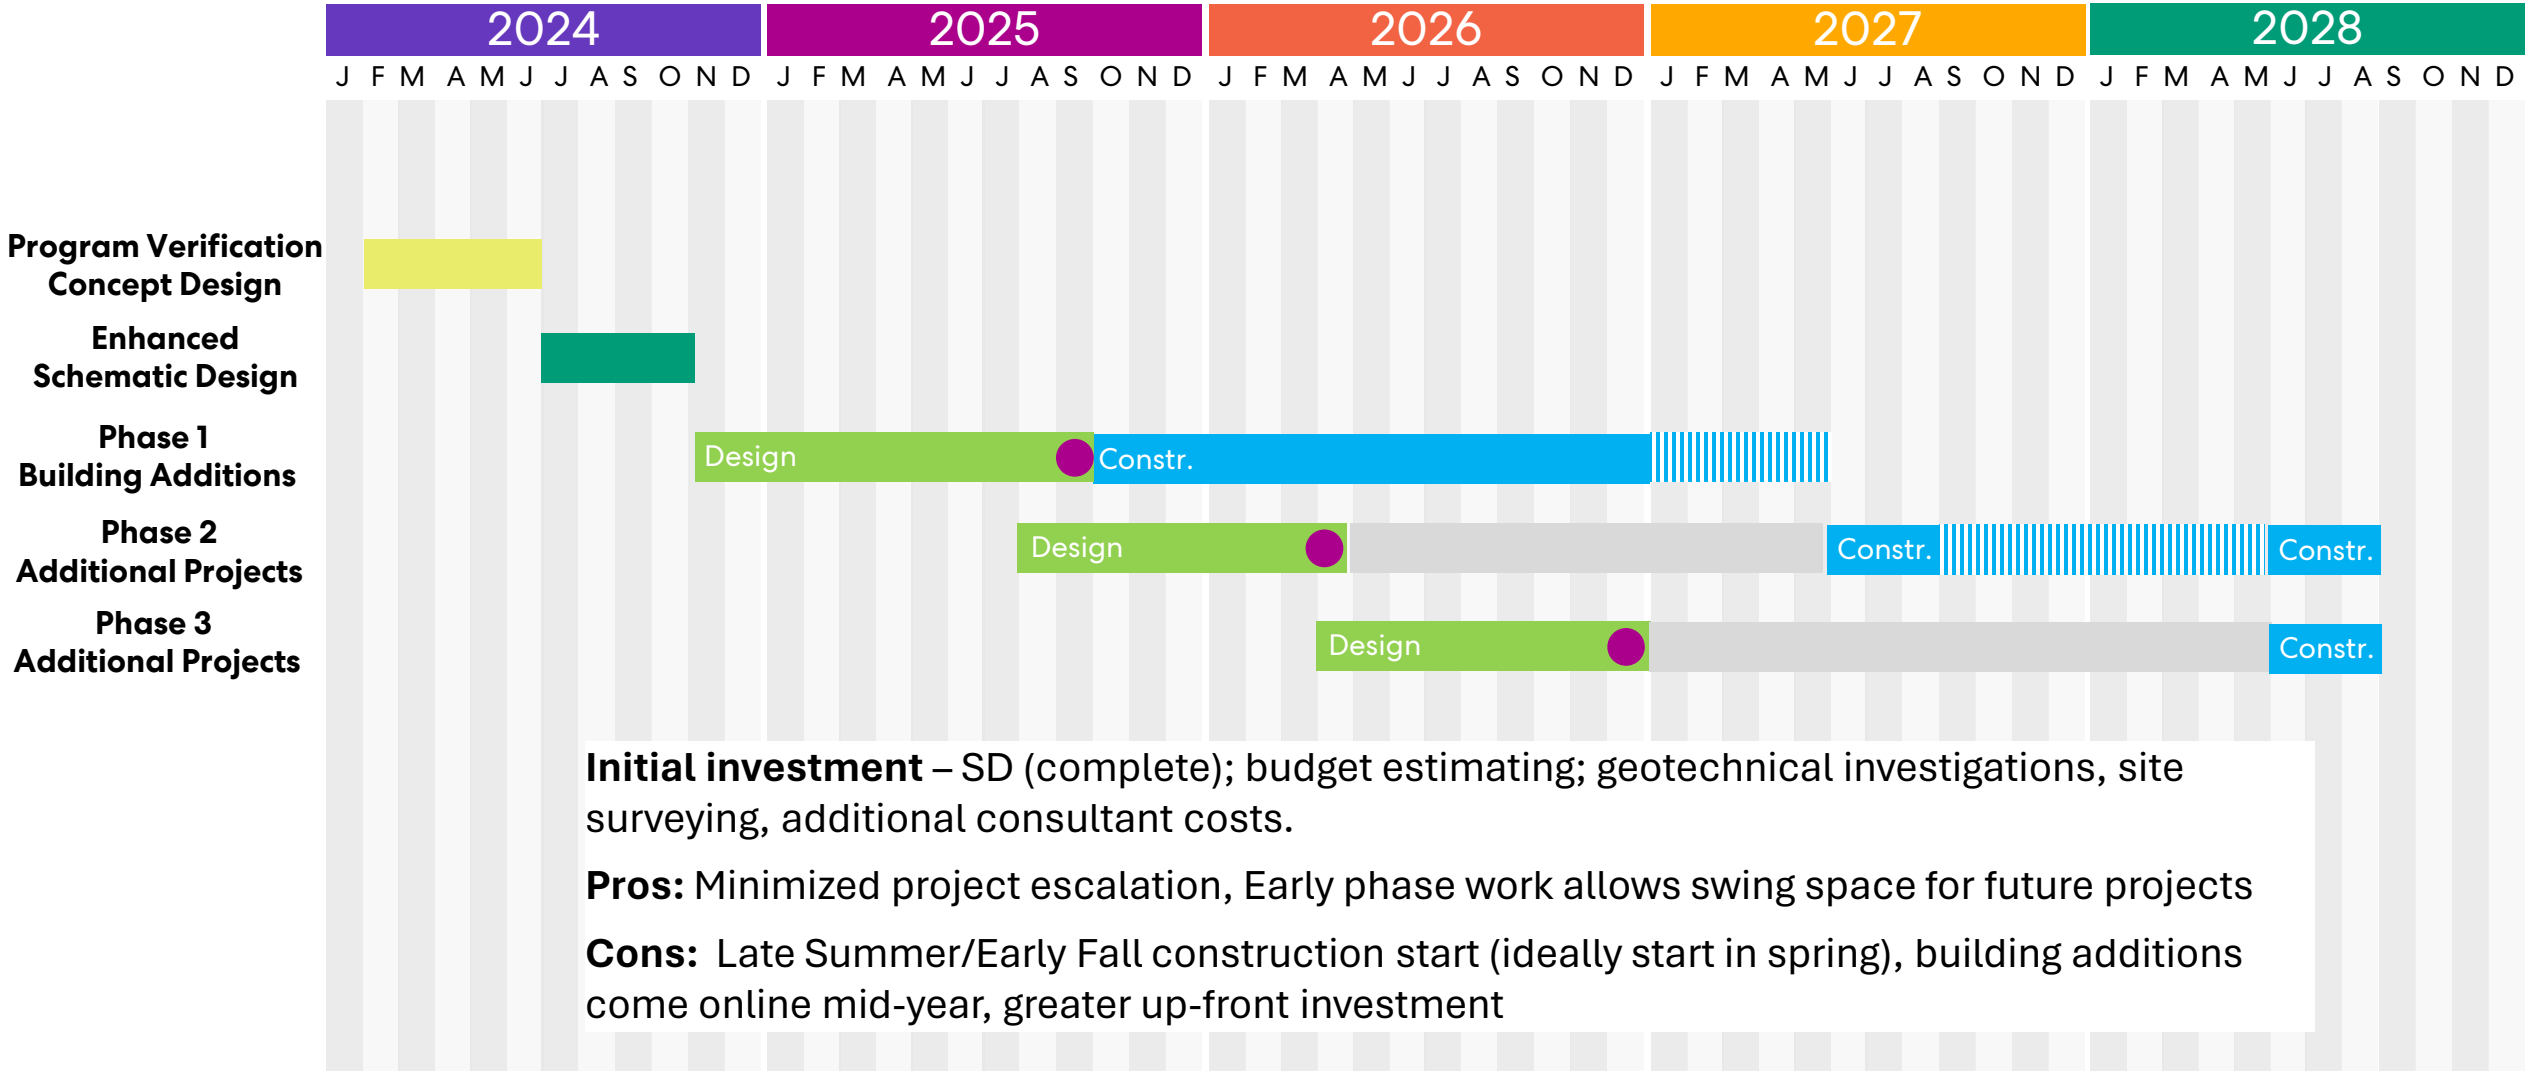 2024 2025 2026 2027 2028
J F M A M J J A S O N D J F M A M J J A S O N D J F M A M J J A S O N D J F M A M J J A S O N D J F M A M J J A S O N D
Program Verification
Concept Design
Enhanced
Schematic Design
Phase 1
Building Additions
Design
Constr.
Phase 2
Additional Projects
Design
Constr.
Constr.
Phase 3
Additional Projects
Design
Constr.
Initial investment – SD (complete); budget estimating; geotechnical investigations, site
surveying, additional consultant costs.
Pros: Minimized project escalation, Early phase work allows swing space for future projects
Cons: Late Summer/Early Fall construction start (ideally start in spring), building additions
come online mid-year, greater up-front investment